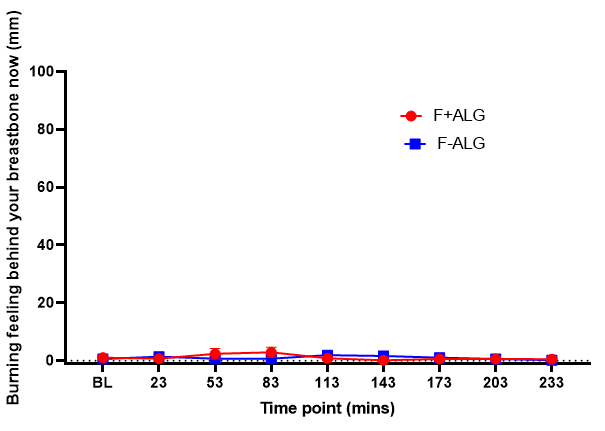 Burning feeling behind your breastbone now (mm)
100
80
60
40
20
0
F+ALG
F-ALG
BL 23 53 83 113 143 173 203 233
Time point (mins)